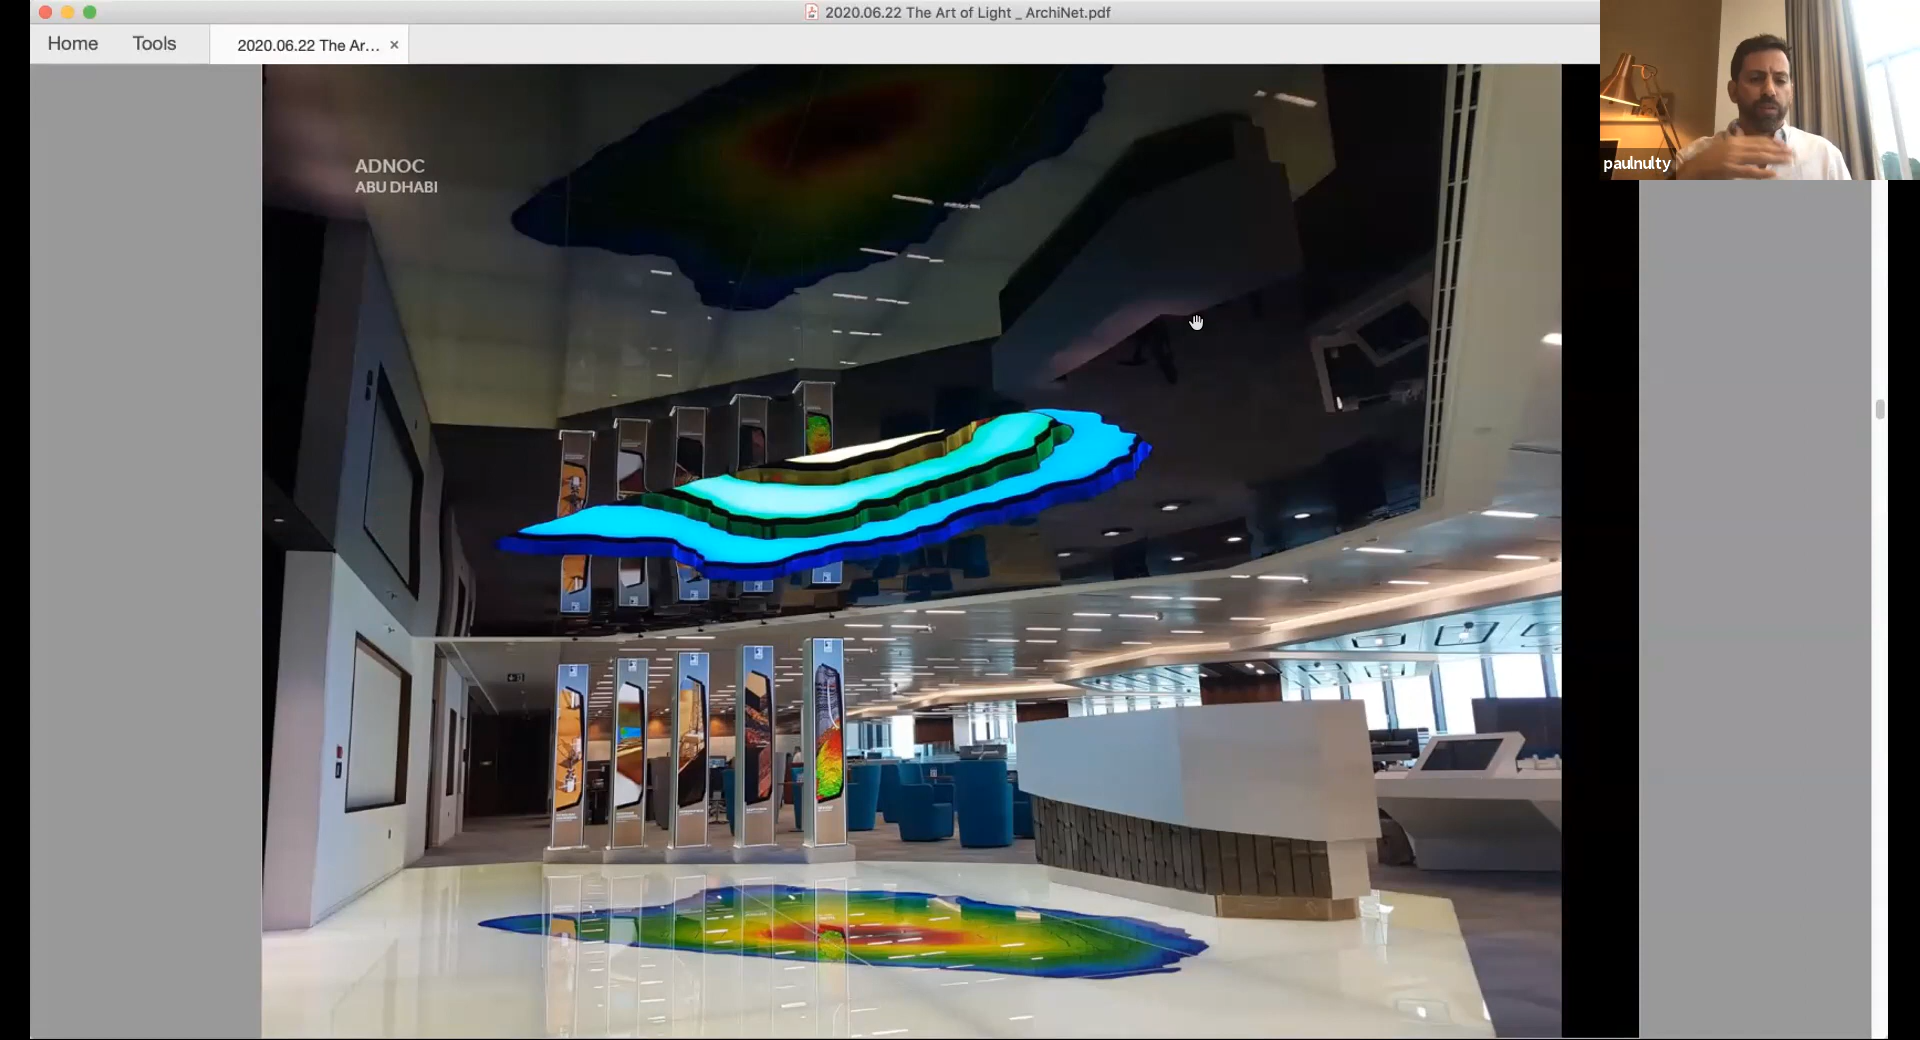 2020.06.22 The Art of Light _ ArchiNet.pdf
Home
Tools
2020.06.22 The Ar...
paulnulty
ADNOC
ABU DHABI